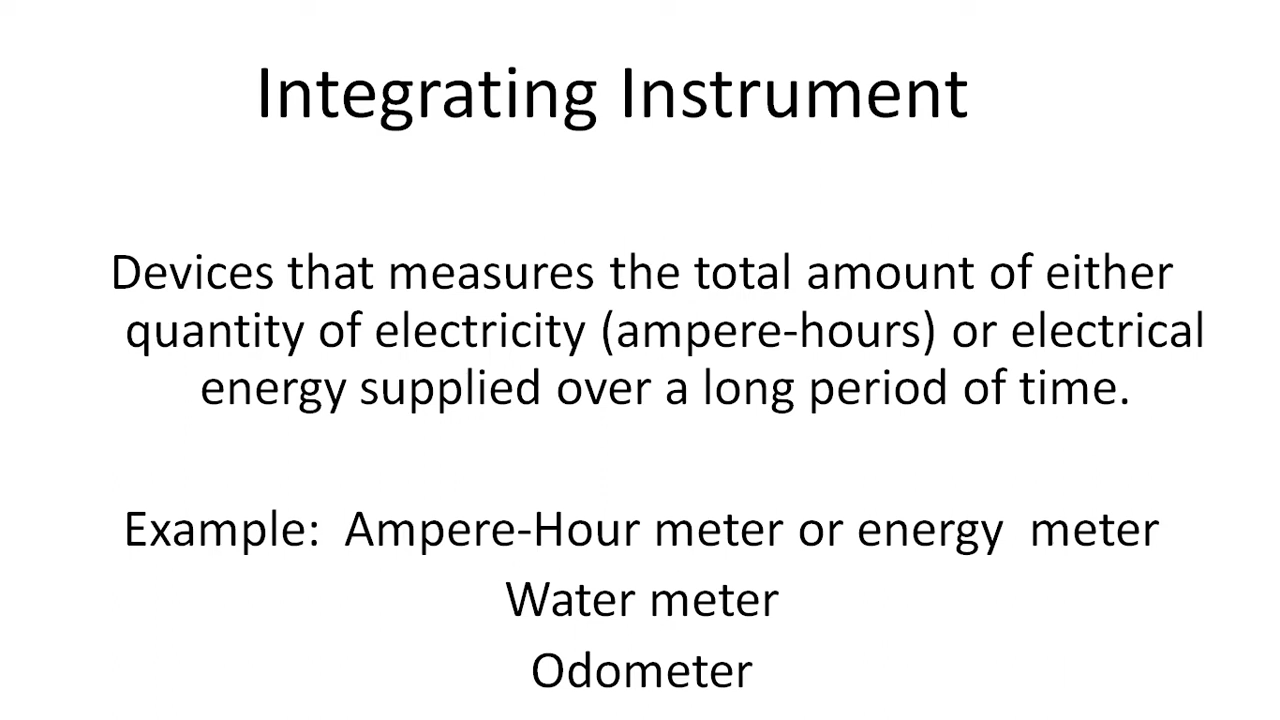 Integrating Instrument
Devices that measures the total amount of either
quantity of electricity (ampere-hours) or electrical
energy supplied over a long period of time.
Example:  Ampere-Hour meter or energy  meter
Water meter
Odometer